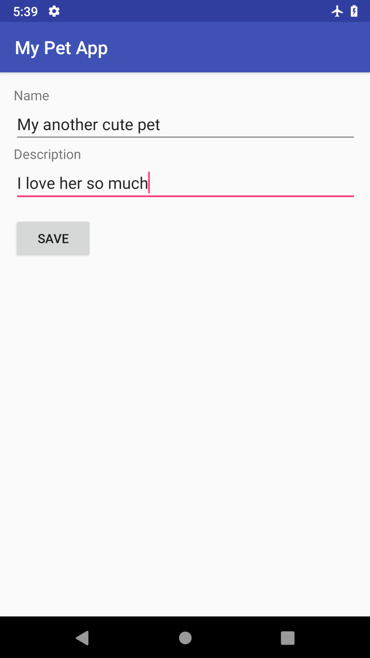 5:39
My Pet App
Name
My another cute pet
Description
I love her so much
SAVE